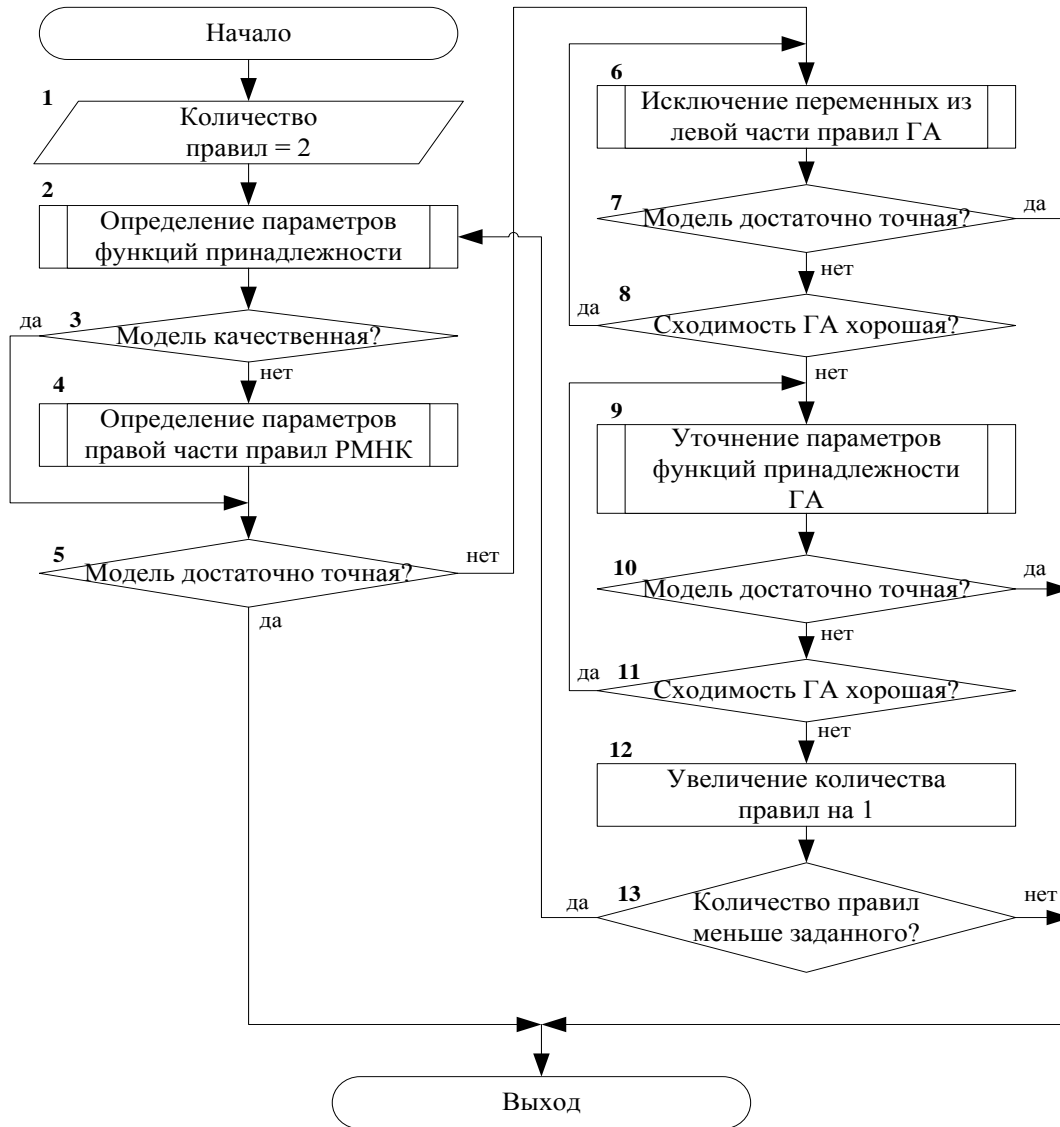 Начало
1
Количество
правил = 2
2
Определение параметров
функций принадлежности
да
3
Модель качественная?
нет
4
Определение параметров
правой части правил РМНК
5
Модель достаточно точная?
нет
да
6
Исключение переменных из
левой части правил ГА
7
Модель достаточно точная?
да
нет
8
да
Сходимость ГА хорошая?
нет
9
Уточнение параметров
функций принадлежности
ГА
10
Модель достаточно точная?
да
нет
11
да
Сходимость ГА хорошая?
нет
12
Увеличение количества
правил на 1
13
да
Количество правил
меньше заданного?
нет
Выход